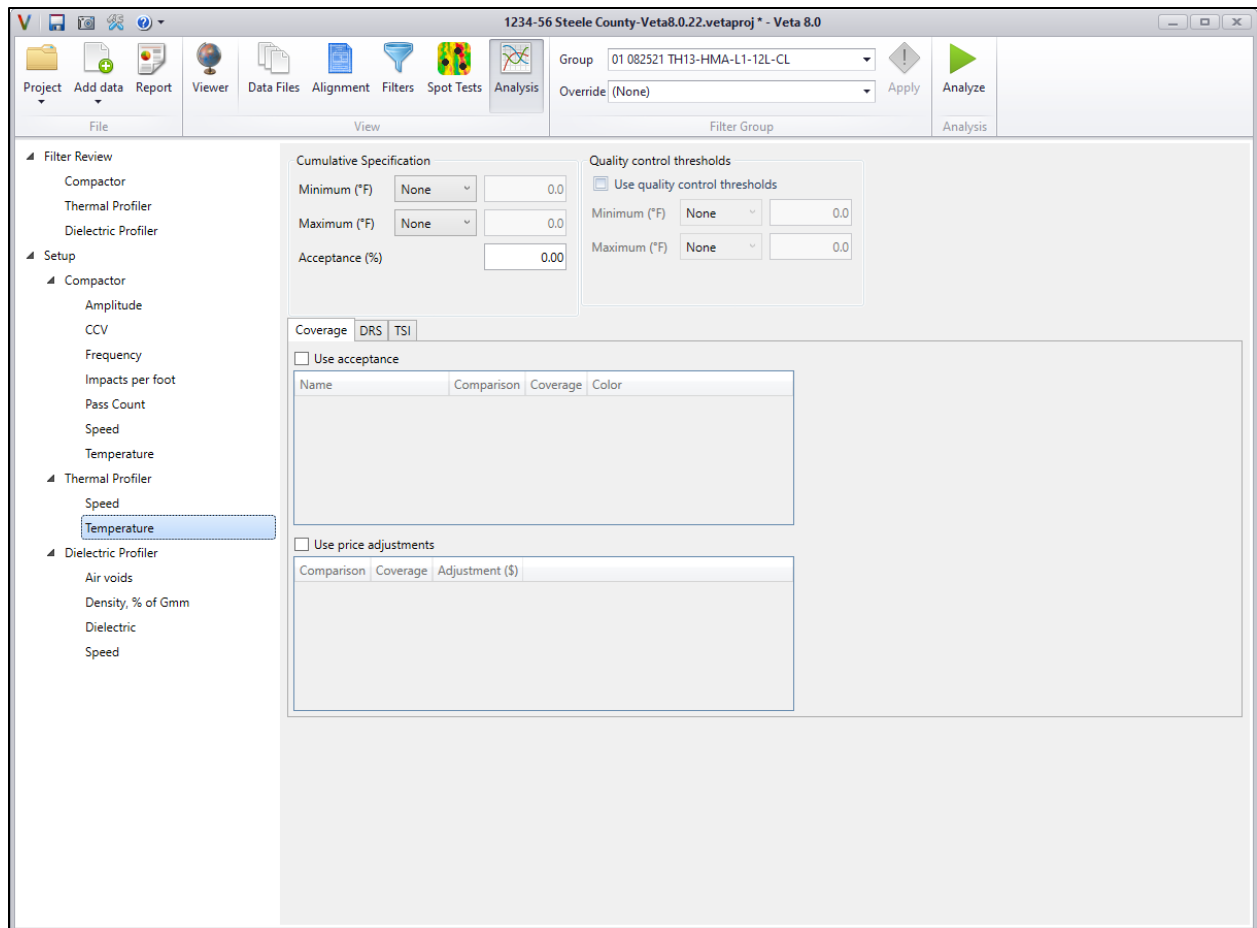 1234-56 Steele County-Veta8.0.22.vetaproj * - Veta 8.0
Project Add data Report Viewer Data Files Alignment Filters Spot Tests Analysis Group 01 082521 TH13-HMA-L1-12L-CL Apply Analyze
Override (None)
File View Filter Group Analysis
Filter Review
Compactor
Thermal Profiler
Dielectric Profiler
Setup
Compactor
Amplitude
CCV
Frequency
Impacts per foot
Pass Count
Speed
Temperature
Thermal Profiler
Speed
Temperature
Dielectric Profiler
Air voids
Density, % of Gmm
Dielectric
Speed
Cumulative Specification
Minimum (°F) None 0.0
Maximum (°F) None 0.0
Acceptance (%) 0.00
Quality control thresholds
Use quality control thresholds
Minimum (°F) None 0.0
Maximum (°F) None 0.0
Coverage DRS TSI
Use acceptance
Name Comparison Coverage Color
Use price adjustments
Comparison Coverage Adjustment ($)